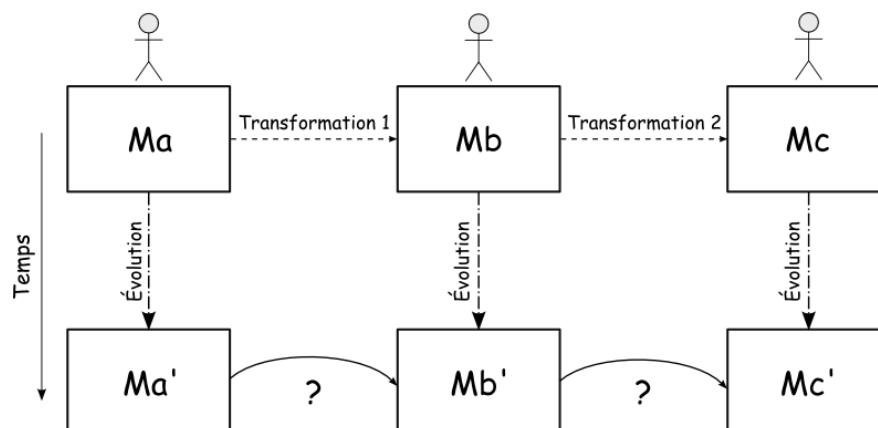 Ma
Transformation 1
Mb
Transformation 2
Mc
Temps
Évolution
Évolution
Évolution
Ma'
?
Mb'
?
Mc'